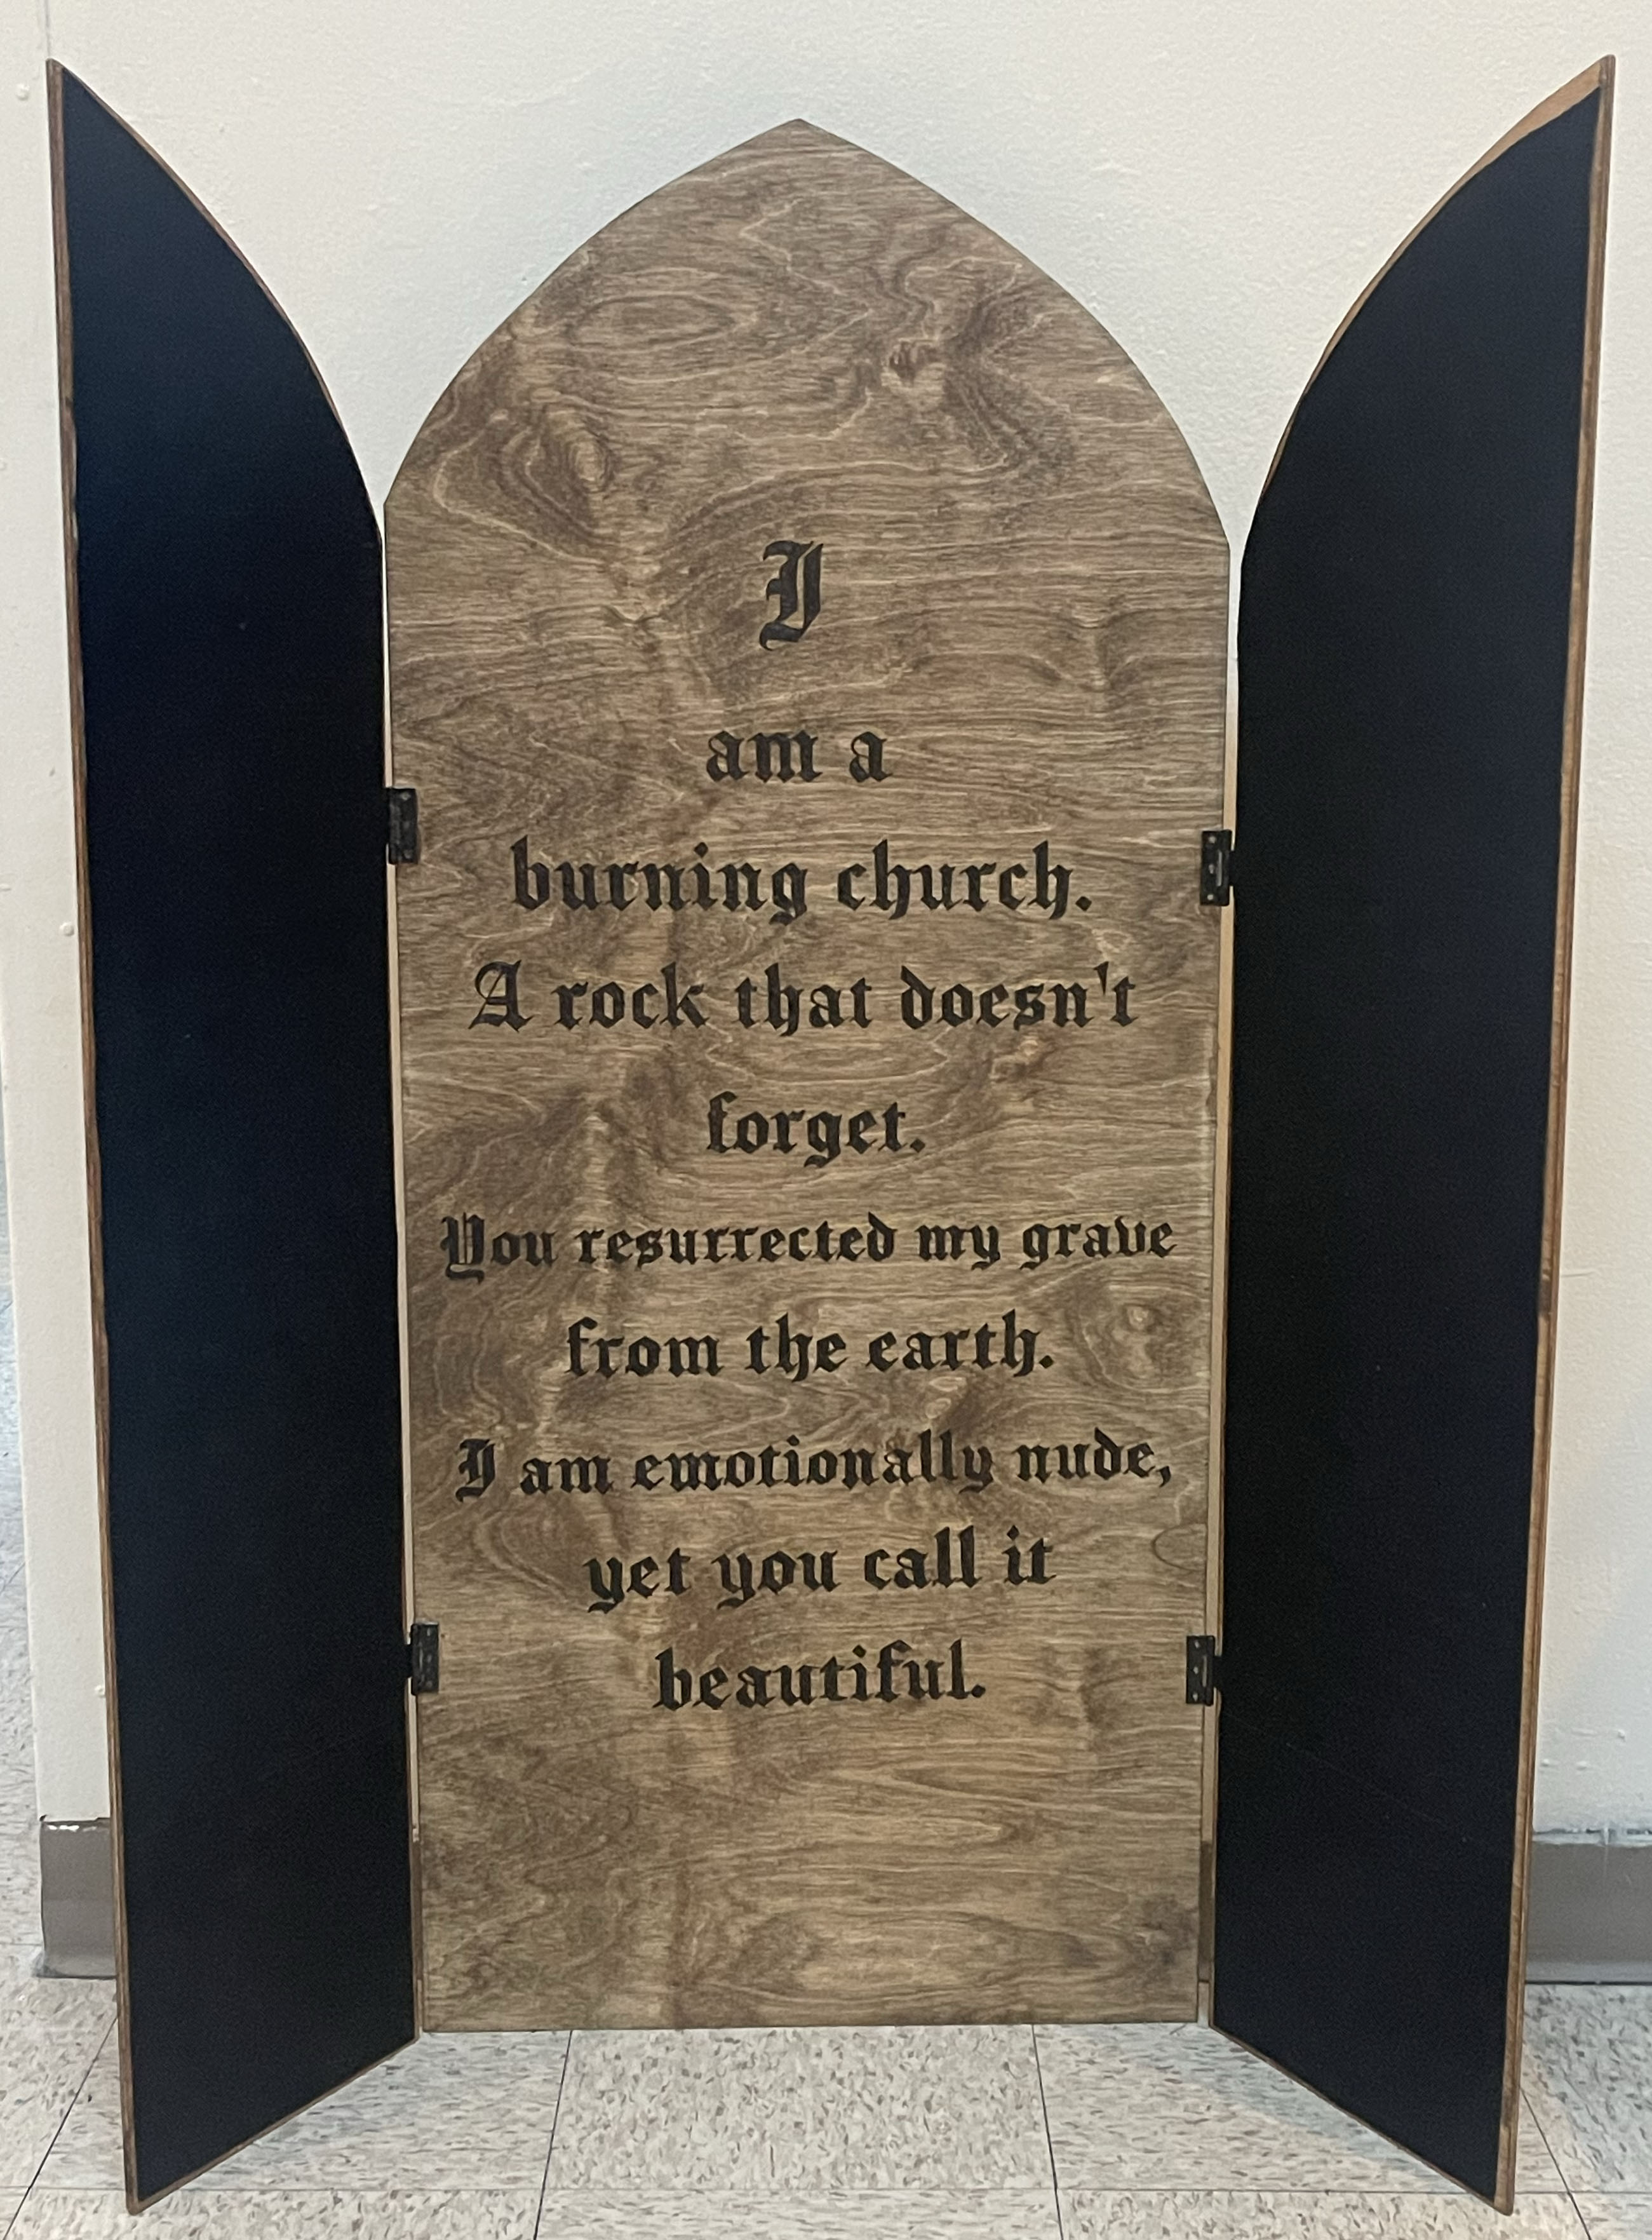 I
am a
burning church.
A rock that doesn't
forget.
You resurrected my grave
from the earth.
I am emotionally nude,
yet you call it
beautiful.